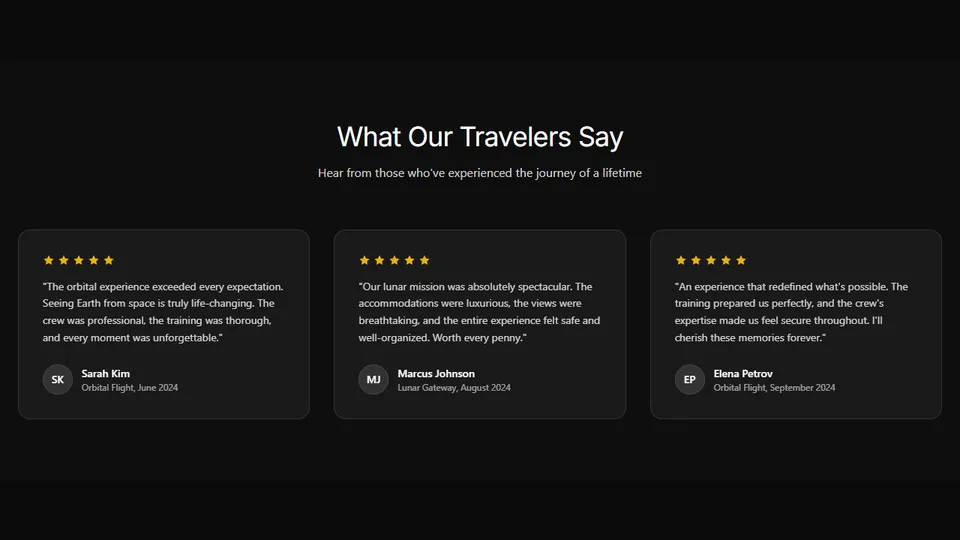 What Our Travelers Say
Hear from those who've experienced the journey of a lifetime
"The orbital experience exceeded every expectation.
Seeing Earth from space is truly life-changing. The
crew was professional, the training was thorough,
and every moment was unforgettable."
SK
Sarah Kim
Orbital Flight, June 2024
"Our lunar mission was absolutely spectacular. The
accommodations were luxurious, the views were
breathtaking, and the entire experience felt safe and
well-organized. Worth every penny."
MJ
Marcus Johnson
Lunar Gateway, August 2024
"An experience that redefined what's possible. The
training prepared us perfectly, and the crew's
expertise made us feel secure throughout. I'll
cherish these memories forever."
EP
Elena Petrov
Orbital Flight, September 2024